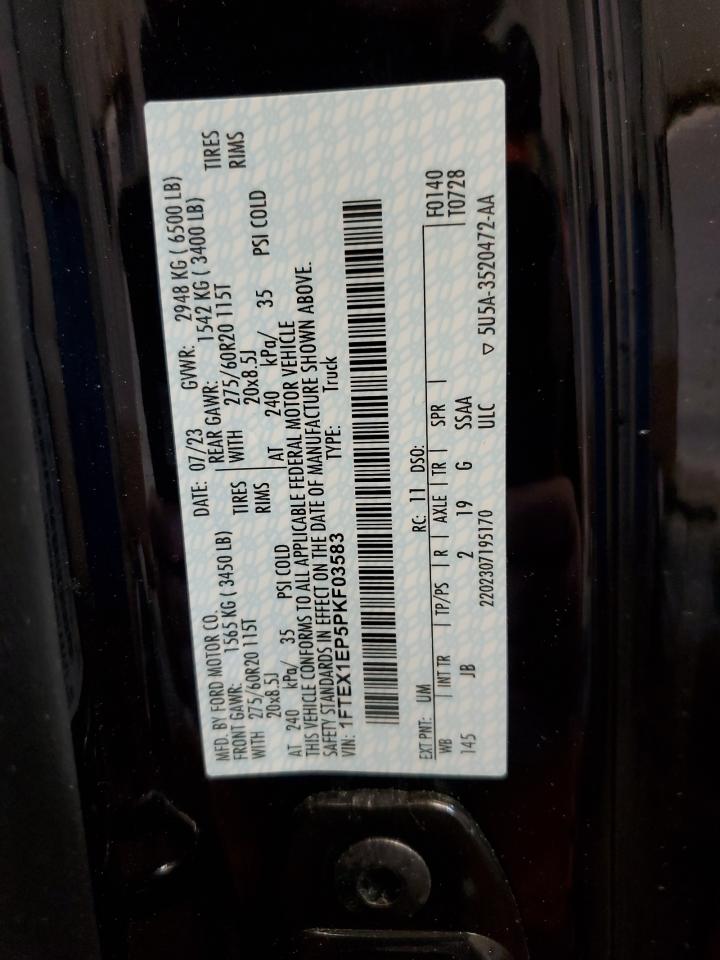 MFD. BY FORD MOTOR CO. DATE: 07/23 GVWR: 2948 KG ( 6500 LB)
FRONT GAWR: 1565 KG ( 3450 LB) REAR GAWR: 1542 KG ( 3400 LB)
WITH 275/60R20 115T TIRES WITH 275/60R20 115T TIRES
20x8.5J RIMS 20x8.5J RIMS
AT 240 kPa/ 35 PSI COLD AT 240 kPa/ 35 PSI COLD
THIS VEHICLE CONFORMS TO ALL APPLICABLE FEDERAL MOTOR VEHICLE
SAFETY STANDARDS IN EFFECT ON THE DATE OF MANUFACTURE SHOWN ABOVE.
VIN: 1FTEX1EP5PKF03583 TYPE: Truck
EXT PNT: UM RC: 11 DSO: F0140
WB INT TR TP/PS R AXLE TR SPR T0728
145 JB 2 19 G SSAA
2202307195170 ULC ▽ 5U5A-3520472-AA